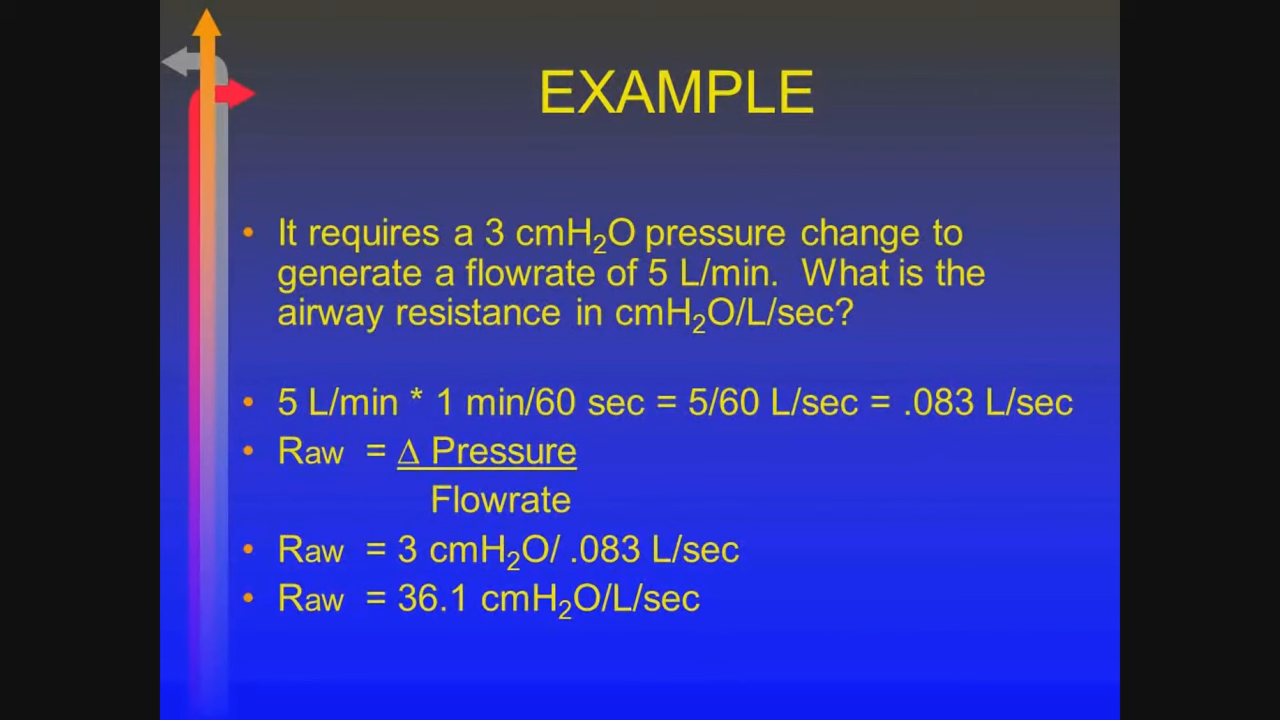 EXAMPLE
• It requires a 3 cmH₂O pressure change to
generate a flowrate of 5 L/min. What is the
airway resistance in cmH₂O/L/sec?
• 5 L/min * 1 min/60 sec = 5/60 L/sec = .083 L/sec
• Raw = Δ Pressure
Flowrate
• Raw = 3 cmH₂O/ .083 L/sec
• Raw = 36.1 cmH₂O/L/sec